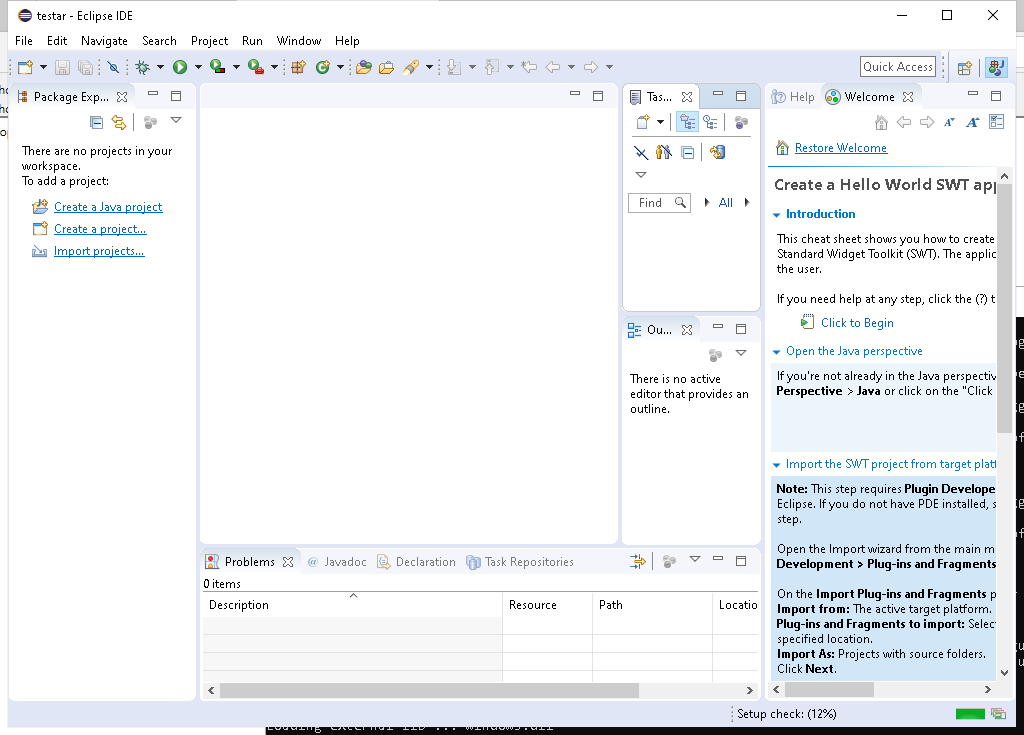 testar - Eclipse IDE
File Edit Navigate Search Project Run Window Help
Quick Access
Package Exp...
There are no projects in your
workspace.
To add a project:
Create a Java project
Create a project...
Import projects...
Tas...
Find
All
Ou...
There is no active
editor that provides an
outline.
Help
Welcome
Restore Welcome
Create a Hello World SWT app
Introduction
This cheat sheet shows you how to create
Standard Widget Toolkit (SWT). The applic
the user.
If you need help at any step, click the (?) t
Click to Begin
Open the Java perspective
If you're not already in the Java perspectiv
Perspective > Java or click on the "Click
Import the SWT project from target platf
Note: This step requires Plugin Develope
Eclipse. If you do not have PDE installed, s
step.
Open the Import wizard from the main m
Development > Plug-ins and Fragments
On the Import Plug-ins and Fragments p
Import from: The active target platform.
Plug-ins and Fragments to import: Selec
specified location.
Import As: Projects with source folders.
Click Next.
Problems
@ Javadoc
Declaration
Task Repositories
0 items
Description Resource Path Locatio
Setup check: (12%)